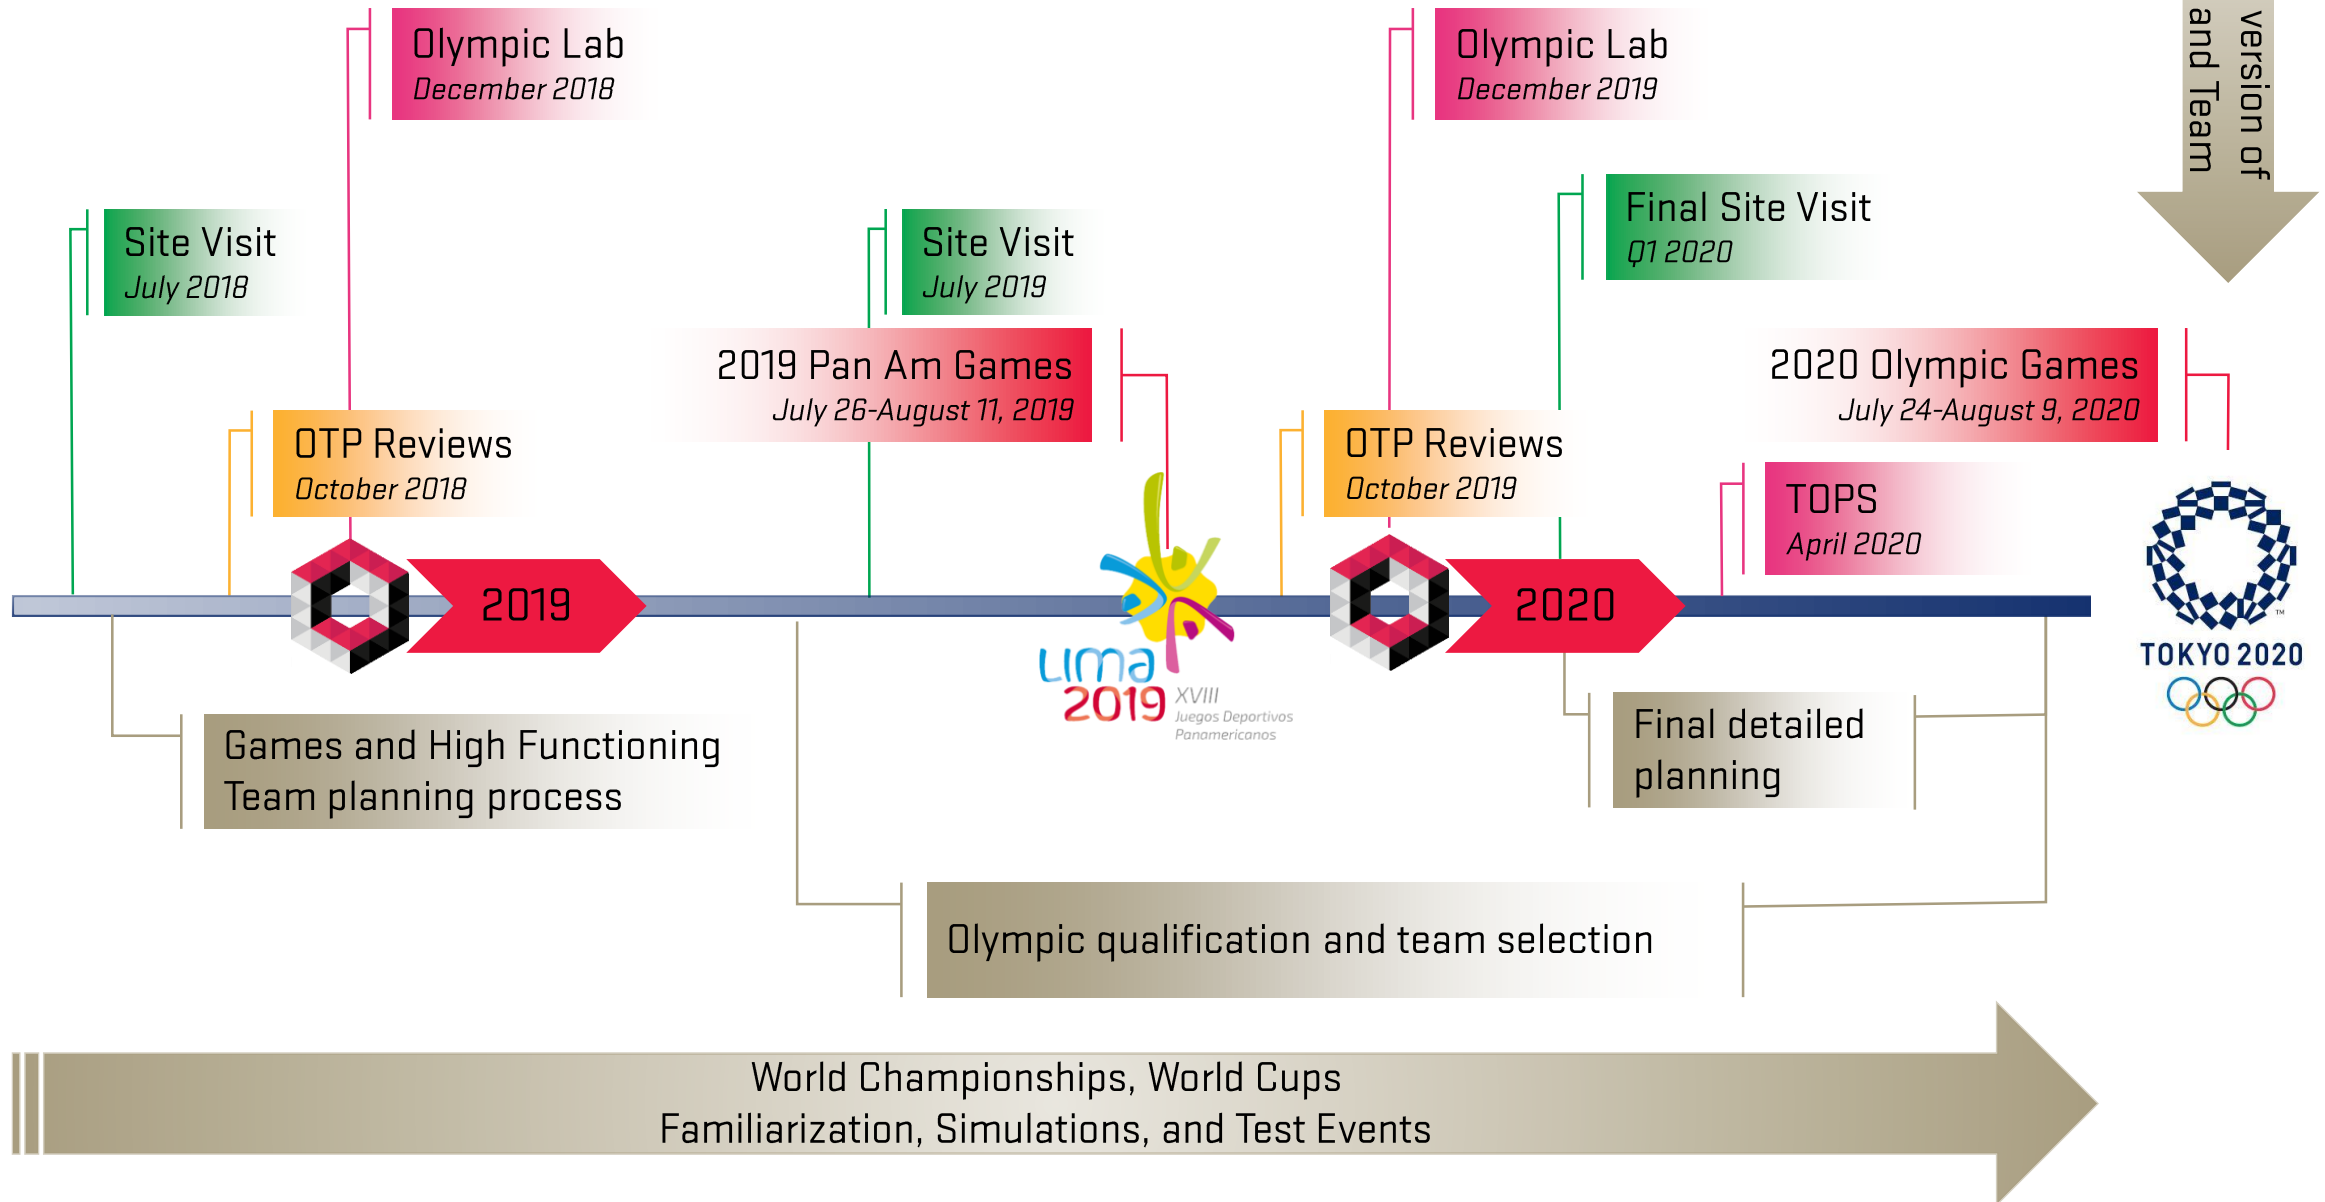 Olympic Lab
December 2018
Olympic Lab
December 2019
version of
and Team
Site Visit
July 2018
Site Visit
July 2019
Final Site Visit
Q1 2020
2019 Pan Am Games
July 26-August 11, 2019
2020 Olympic Games
July 24-August 9, 2020
OTP Reviews
October 2018
OTP Reviews
October 2019
TOPS
April 2020
2019
2020
LIMA
2019
XVIII
Juegos Deportivos
Panamericanos
TM
TOKYO 2020
Games and High Functioning
Team planning process
Final detailed
planning
Olympic qualification and team selection
World Championships, World Cups
Familiarization, Simulations, and Test Events